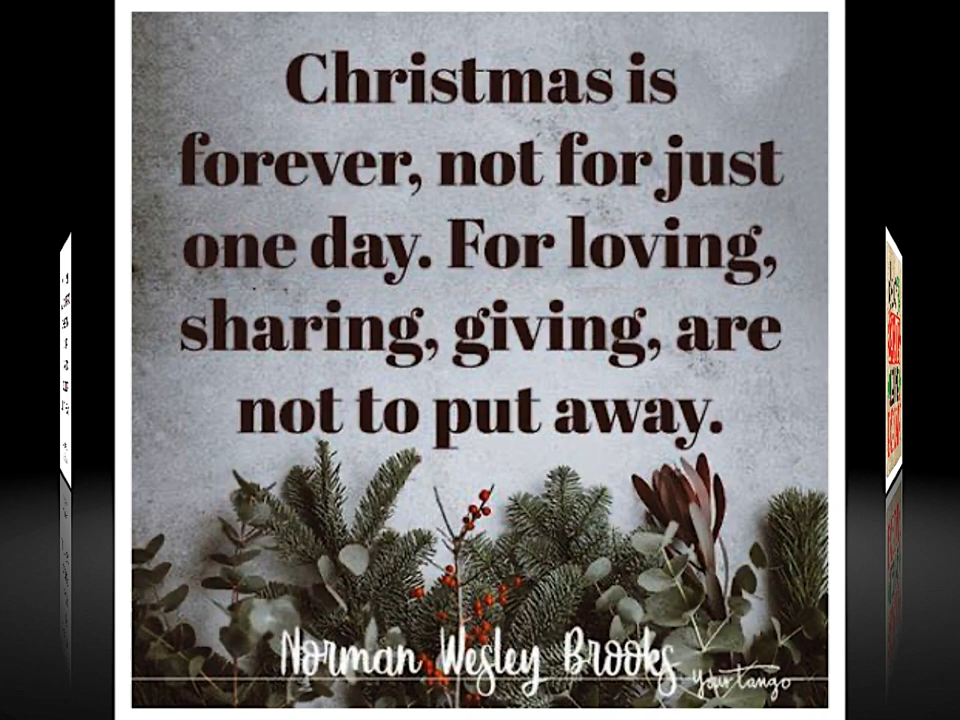 Christmas is
forever, not for just
one day. For loving,
sharing, giving, are
not to put away.
Norman Wesley Brooks
yourtango